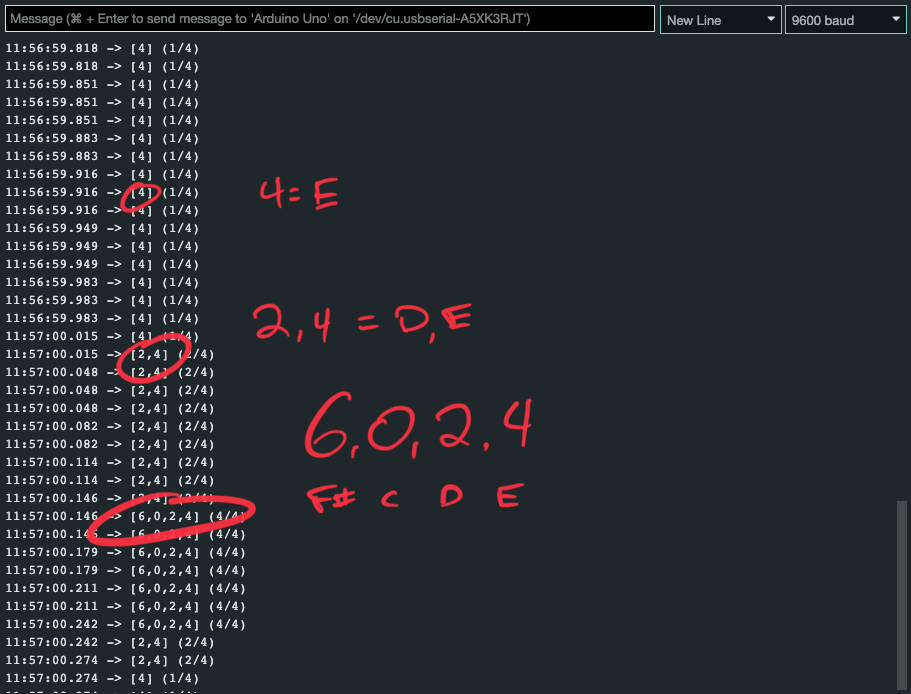 Message (⌘ + Enter to send message to 'Arduino Uno' on '/dev/cu.usbserial-A5XK3RJT') New Line 9600 baud
11:56:59.818 -> [4] (1/4)
11:56:59.818 -> [4] (1/4)
11:56:59.851 -> [4] (1/4)
11:56:59.851 -> [4] (1/4)
11:56:59.851 -> [4] (1/4)
11:56:59.883 -> [4] (1/4)
11:56:59.883 -> [4] (1/4)
11:56:59.916 -> [4] (1/4)
11:56:59.916 -> [4] (1/4) 4=E
11:56:59.916 -> [4] (1/4)
11:56:59.949 -> [4] (1/4)
11:56:59.949 -> [4] (1/4)
11:56:59.949 -> [4] (1/4)
11:56:59.983 -> [4] (1/4)
11:56:59.983 -> [4] (1/4)
11:56:59.983 -> [4] (1/4) 2,4 = D,E
11:57:00.015 -> [4] (1/4)
11:57:00.015 -> [2,4] (2/4)
11:57:00.048 -> [2,4] (2/4)
11:57:00.048 -> [2,4] (2/4)
11:57:00.048 -> [2,4] (2/4)
11:57:00.082 -> [2,4] (2/4) 6,0,2,4
11:57:00.082 -> [2,4] (2/4)
11:57:00.114 -> [2,4] (2/4)
11:57:00.114 -> [2,4] (2/4)
11:57:00.146 -> [2,4] (2/4) F# C D E
11:57:00.146 -> [6,0,2,4] (4/4)
11:57:00.146 -> [6,0,2,4] (4/4)
11:57:00.179 -> [6,0,2,4] (4/4)
11:57:00.179 -> [6,0,2,4] (4/4)
11:57:00.211 -> [6,0,2,4] (4/4)
11:57:00.211 -> [6,0,2,4] (4/4)
11:57:00.242 -> [6,0,2,4] (4/4)
11:57:00.242 -> [2,4] (2/4)
11:57:00.274 -> [2,4] (2/4)
11:57:00.274 -> [4] (1/4)